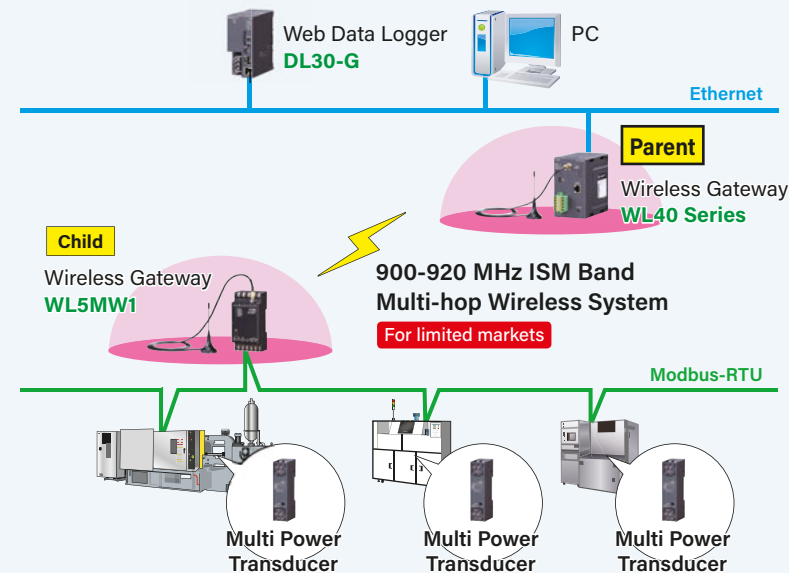 Web Data Logger
DL30-G
PC
Ethernet
Parent
Wireless Gateway
WL40 Series
Child
Wireless Gateway
WL5MW1
900-920 MHz ISM Band
Multi-hop Wireless System
For limited markets
Modbus-RTU
Multi Power
Transducer
Multi Power
Transducer
Multi Power
Transducer